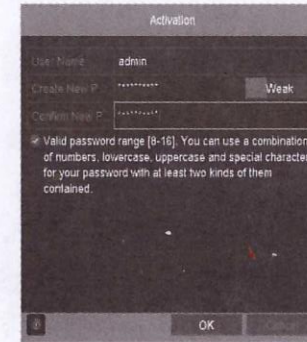 Activation
User Name admin
Create New P. ********** Weak
Confirm New P. **********
Valid password range [8-16]. You can use a combination
of numbers, lowercase, uppercase and special character
for your password with at least two kinds of them
contained.
OK Cancel